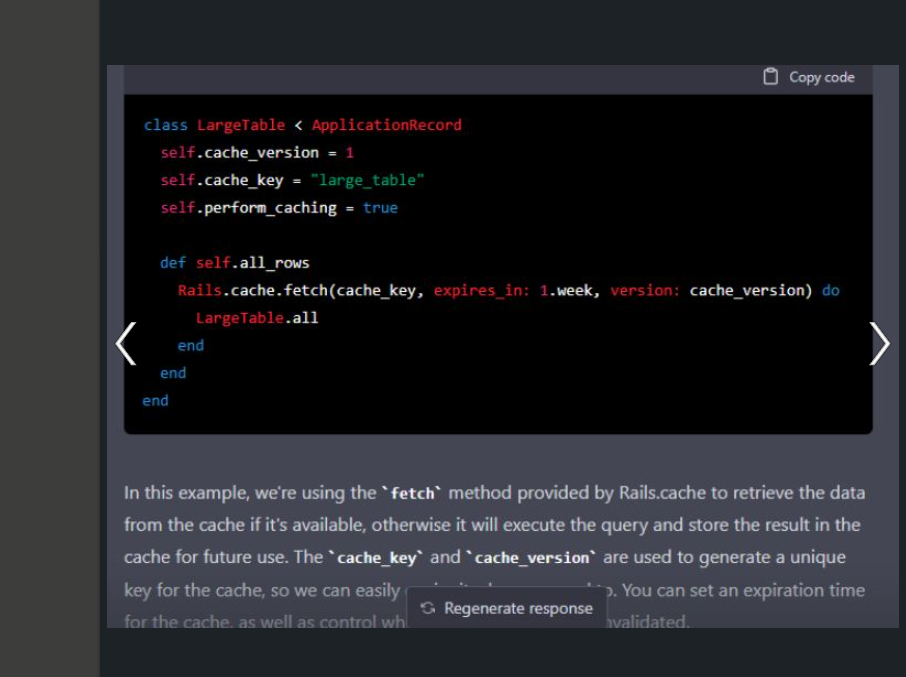 Copy code
class LargeTable < ApplicationRecord
  self.cache_version = 1
  self.cache_key = "large_table"
  self.perform_caching = true

  def self.all_rows
    Rails.cache.fetch(cache_key, expires_in: 1.week, version: cache_version) do
      LargeTable.all
    end
  end
end
In this example, we're using the `fetch` method provided by Rails.cache to retrieve the data
from the cache if it's available, otherwise it will execute the query and store the result in the
cache for future use. The `cache_key` and `cache_version` are used to generate a unique
key for the cache, so we can easily . You can set an expiration time
Regenerate response
for the cache, as well as control